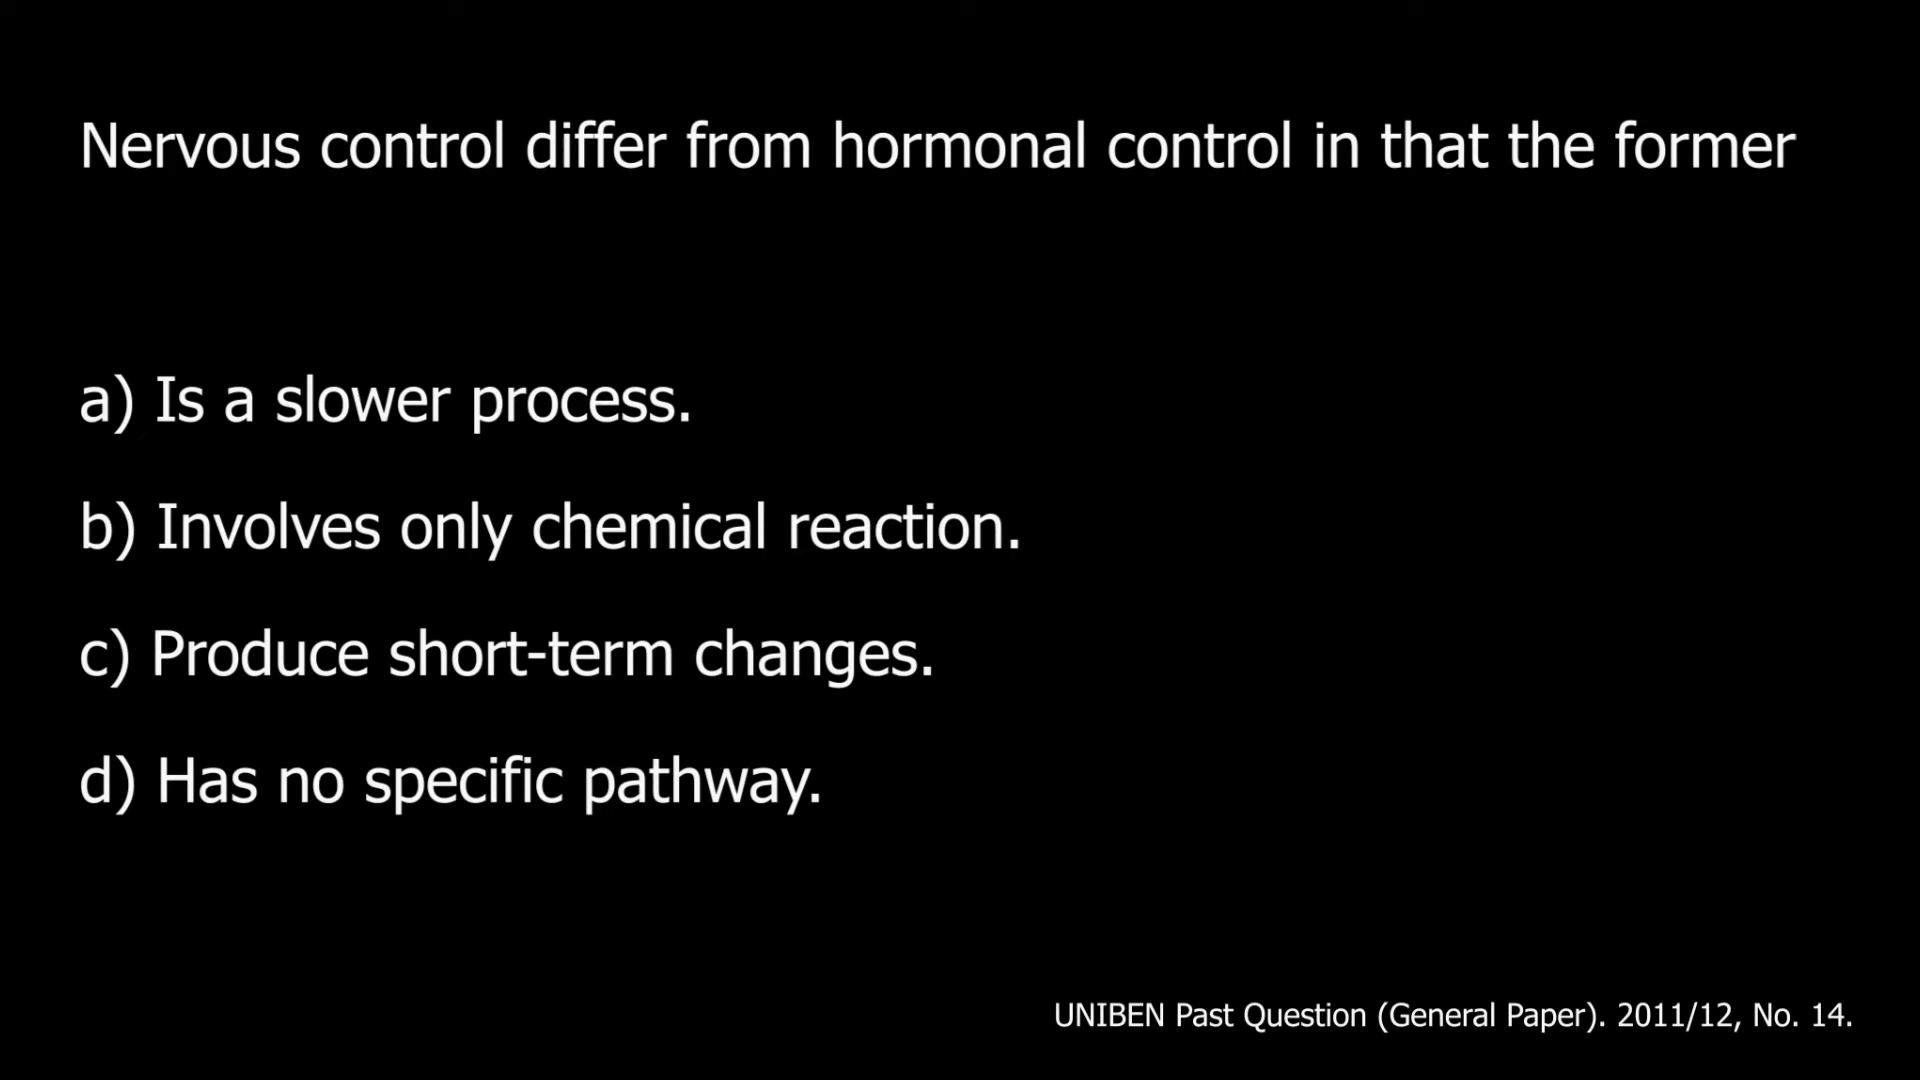 Nervous control differ from hormonal control in that the former
a) Is a slower process.
b) Involves only chemical reaction.
c) Produce short-term changes.
d) Has no specific pathway.
UNIBEN Past Question (General Paper). 2011/12, No. 14.